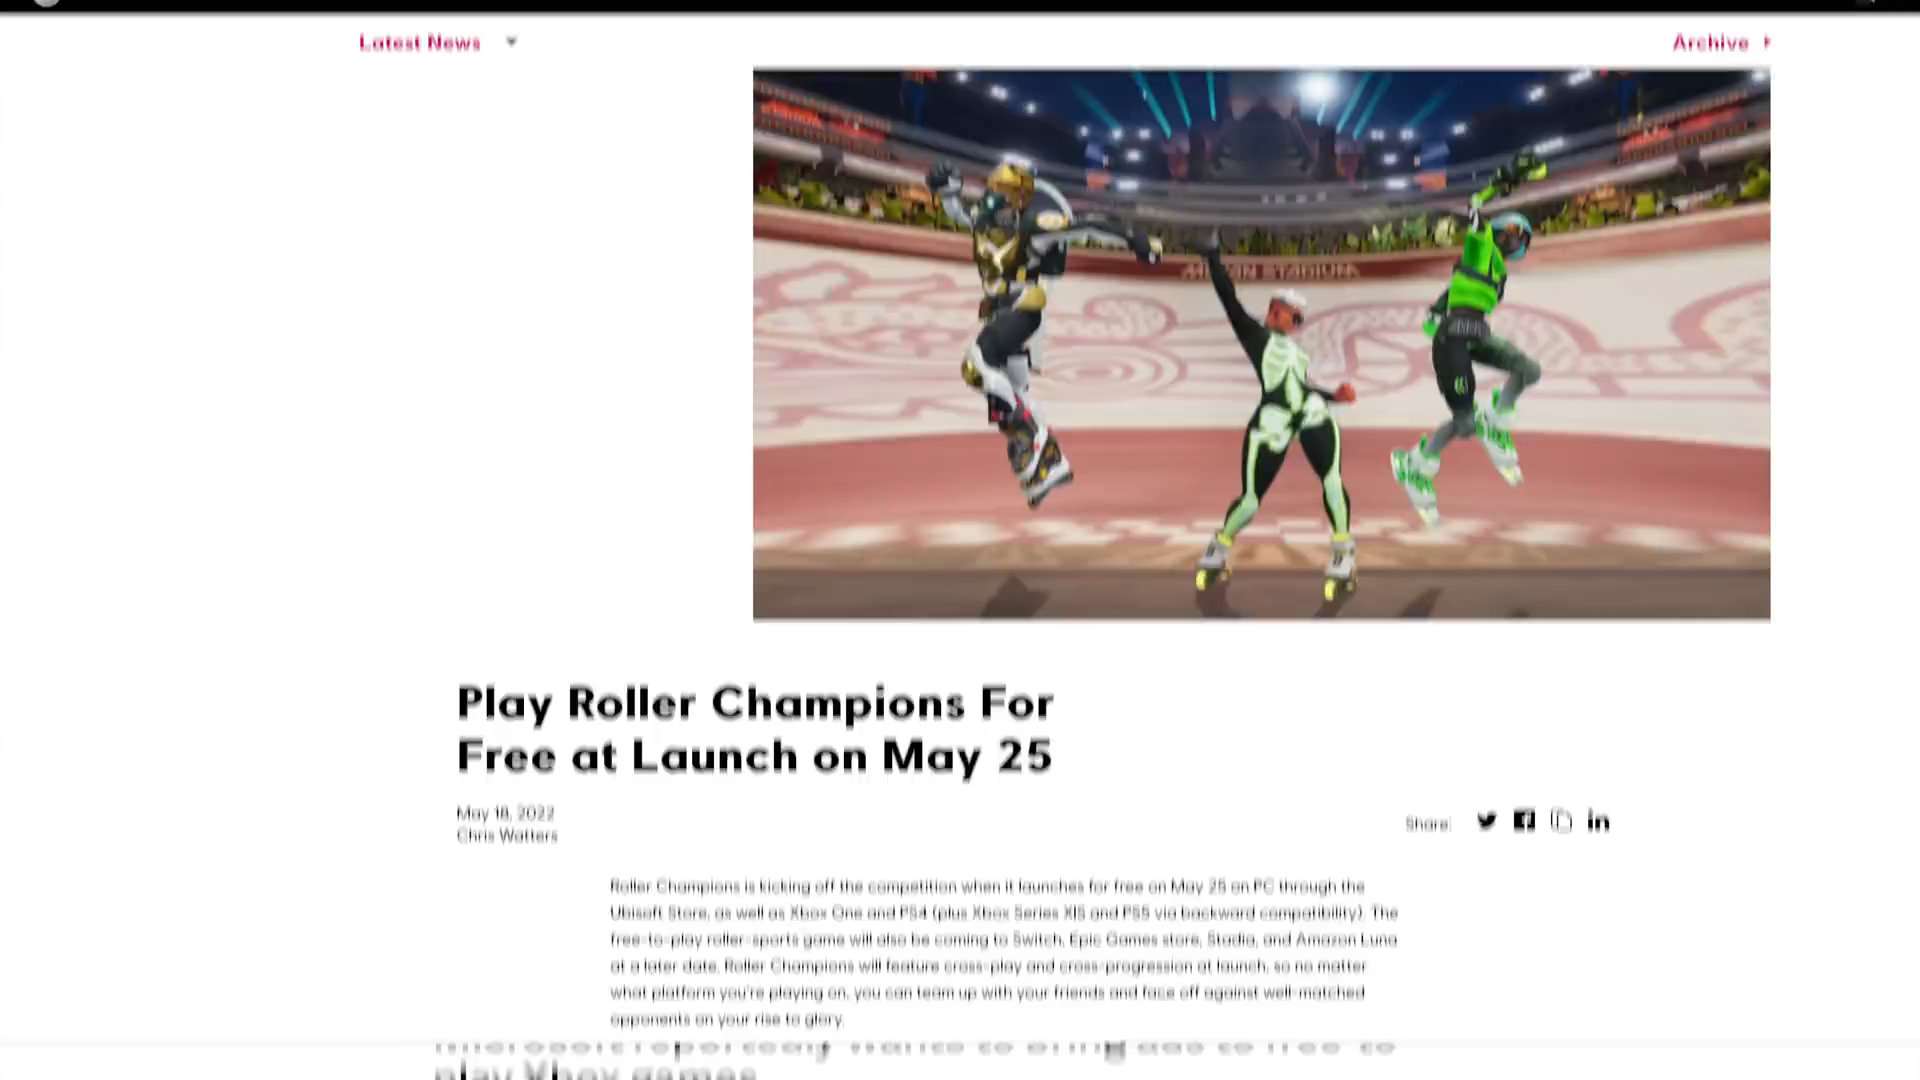 Latest News
Archive
STADIUM
Play Roller Champions For
Free at Launch on May 25
May 18, 2022
Chris Watters
Share:
Roller Champions is kicking off the competition when it launches for free on May 25 on PC through the
Ubisoft Store, as well as Xbox One and PS4 (plus Xbox Series X|S and PS5 via backward compatibility). The
free-to-play roller-sports game will also be coming to Switch, Epic Games store, Stadia, and Amazon Luna
at a later date. Roller Champions will feature cross-play and cross-progression at launch, so no matter
what platform you're playing on, you can team up with your friends and face off against well-matched
opponents on your rise to glory.
play Xbox games